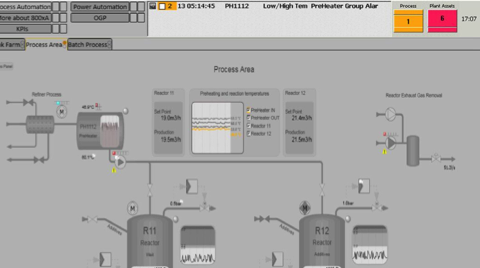 Process Automation
Power Automation
More about 800xA
OGP
KPIs
2 13 05:14:45 PH1112 Low/High Tem PreHeater Group Alar
Process
1
Plant Assets
6
17:07
k Farm
Process Area
Batch Process
Process Area
Refiner Process
Reactor 11
Set Point
19.0m3/h
Production
19.5m3/h
Preheating and reaction temperatures
PreHeater IN
PreHeater OUT
Reactor 11
Reactor 12
Reactor 12
Set Point
21.4m3/h
Production
21.5m3/h
Reactor Exhaust Gas Removal
PH1112
Preheater
M
M
M
R11
Reactor
R12
Reactor
Additives